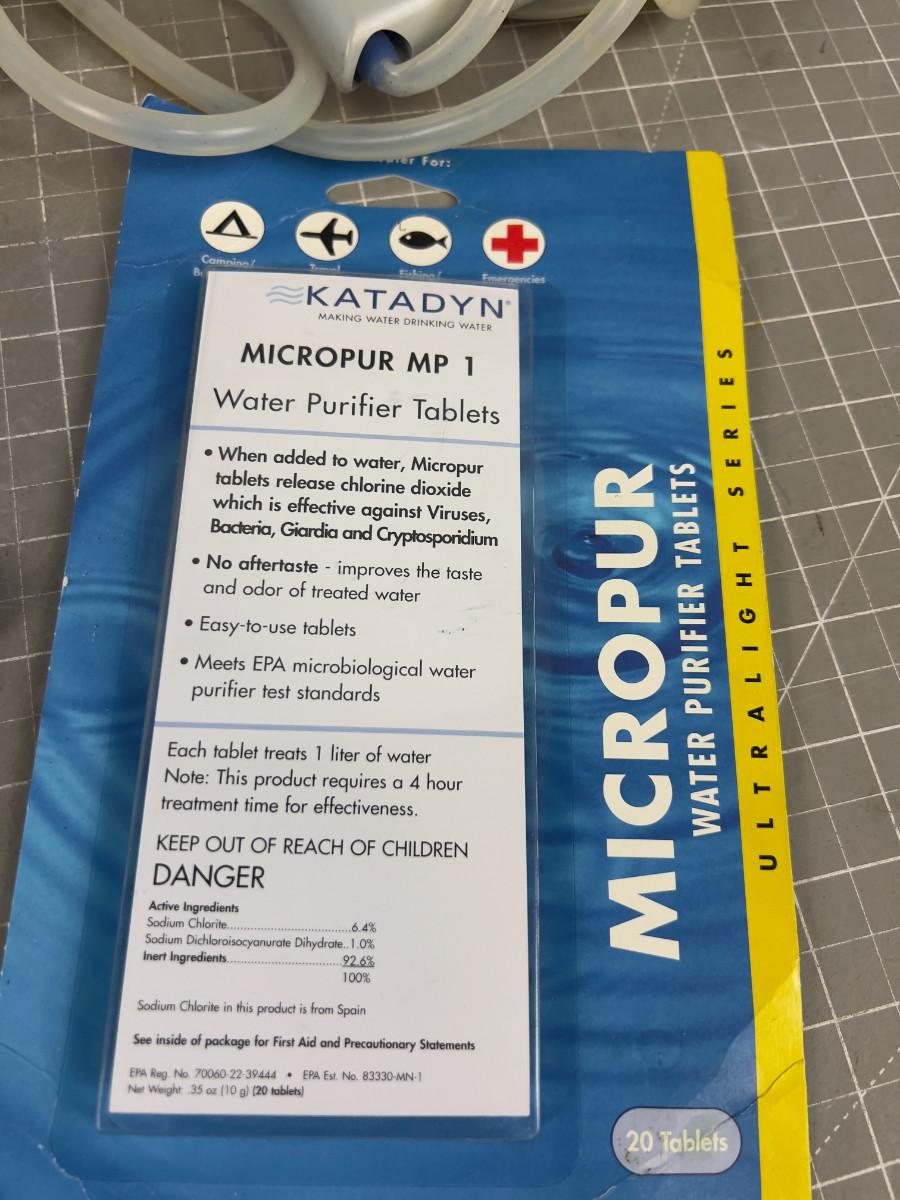 For:
Camping/
Travel
Fishing/
Emergencies
KATADYN®
MAKING WATER DRINKING WATER
MICROPUR MP 1
Water Purifier Tablets
• When added to water, Micropur
tablets release chlorine dioxide
which is effective against Viruses,
Bacteria, Giardia and Cryptosporidium
• No aftertaste - improves the taste
and odor of treated water
• Easy-to-use tablets
• Meets EPA microbiological water
purifier test standards
Each tablet treats 1 liter of water
Note: This product requires a 4 hour
treatment time for effectiveness.
KEEP OUT OF REACH OF CHILDREN
DANGER
Active Ingredients
Sodium Chlorite..............................6.4%
Sodium Dichloroisocyanurate Dihydrate..1.0%
Inert Ingredients.............................92.6%
100%
Sodium Chlorite in this product is from Spain
See inside of package for First Aid and Precautionary Statements
EPA Reg. No. 70060-22-39444 • EPA Est. No. 83330-MN-1
Net Weight: .35 oz (10 g) (20 tablets)
MICROPUR
WATER PURIFIER TABLETS
ULTRALIGHT SERIES
20 Tablets